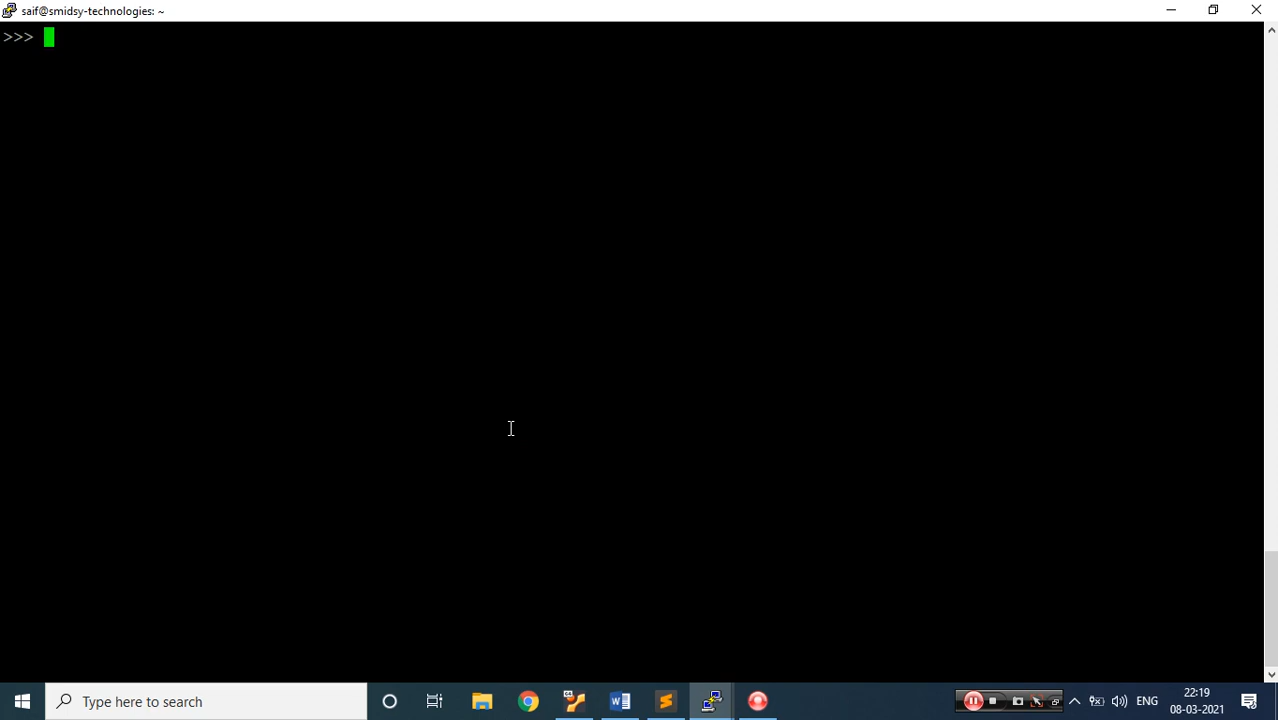 saif@smidsy-technologies: ~
>>>
Type here to search
ENG
22:19
08-03-2021